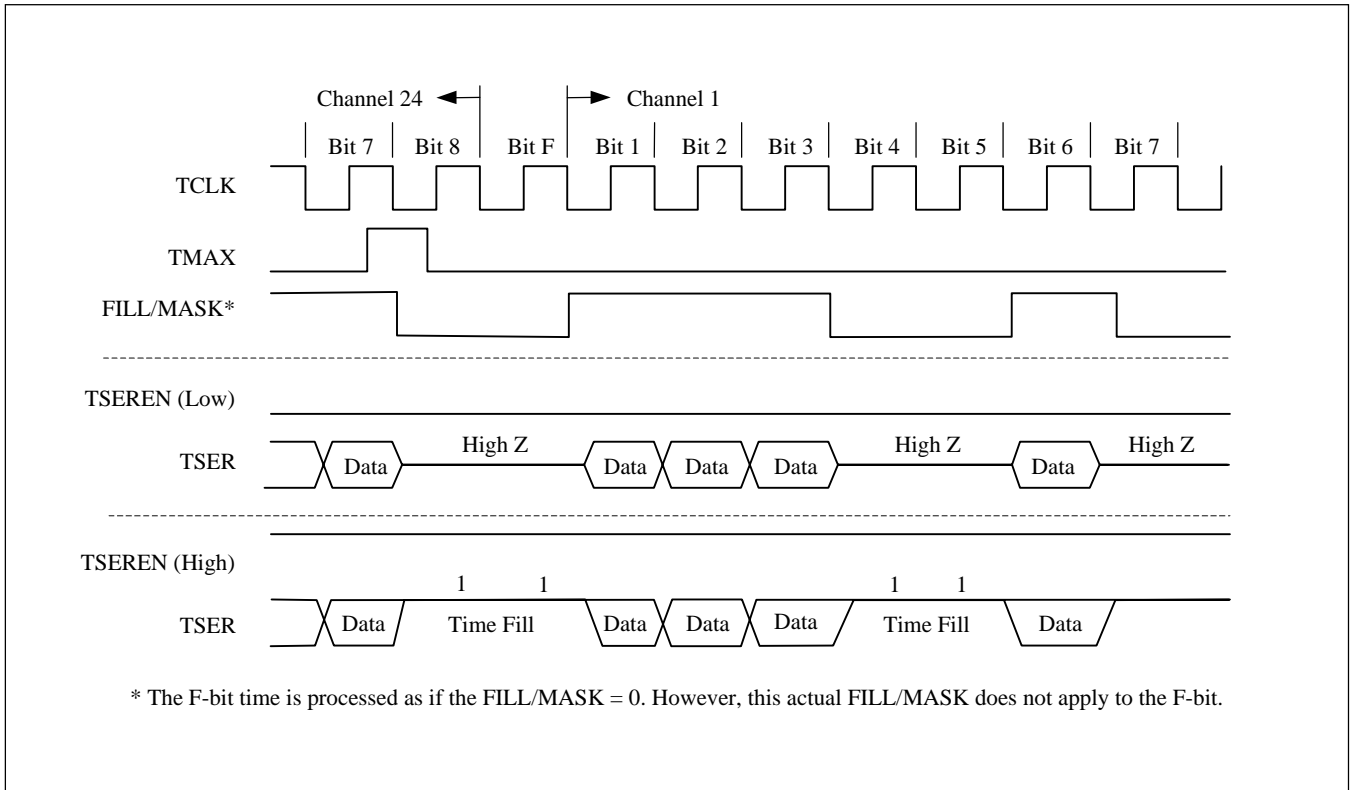 Channel 24 Channel 1
Bit 7 Bit 8 Bit F Bit 1 Bit 2 Bit 3 Bit 4 Bit 5 Bit 6 Bit 7
TCLK
TMAX
FILL/MASK*
TSEREN (Low)
High Z High Z High Z
TSER Data Data Data Data Data
TSEREN (High)
1 1 1 1
TSER Data Time Fill Data Data Data Time Fill Data
* The F-bit time is processed as if the FILL/MASK = 0. However, this actual FILL/MASK does not apply to the F-bit.